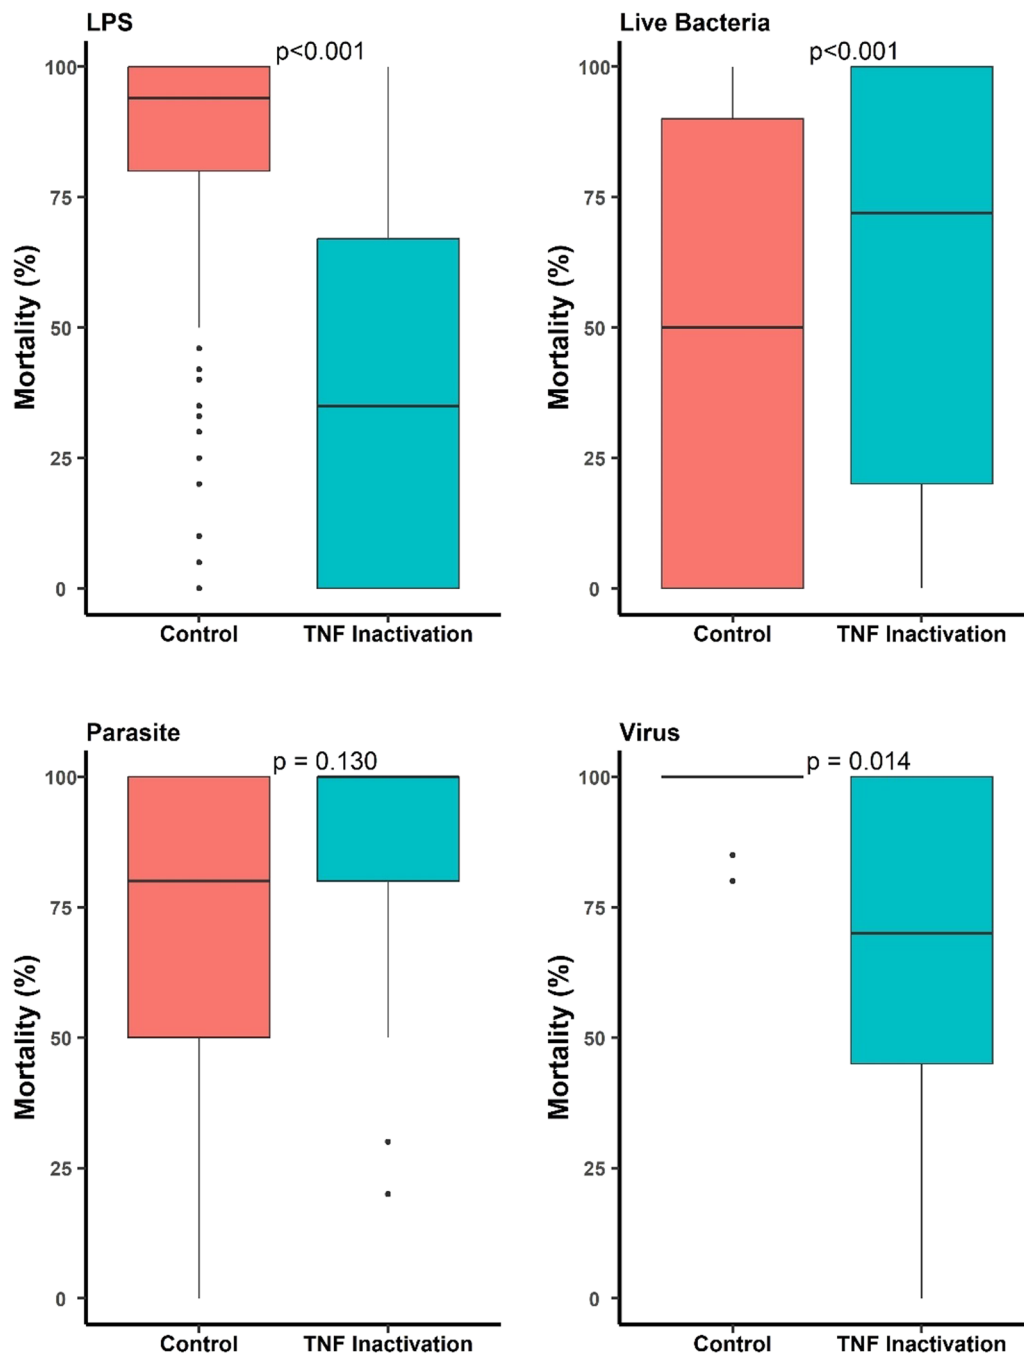 LPS
p<0.001
100
75
50
25
0
Mortality (%)
Control TNF Inactivation
Live Bacteria
p<0.001
100
75
50
25
0
Mortality (%)
Control TNF Inactivation
Parasite
p = 0.130
100
75
50
25
0
Mortality (%)
Control TNF Inactivation
Virus
p = 0.014
100
75
50
25
0
Mortality (%)
Control TNF Inactivation